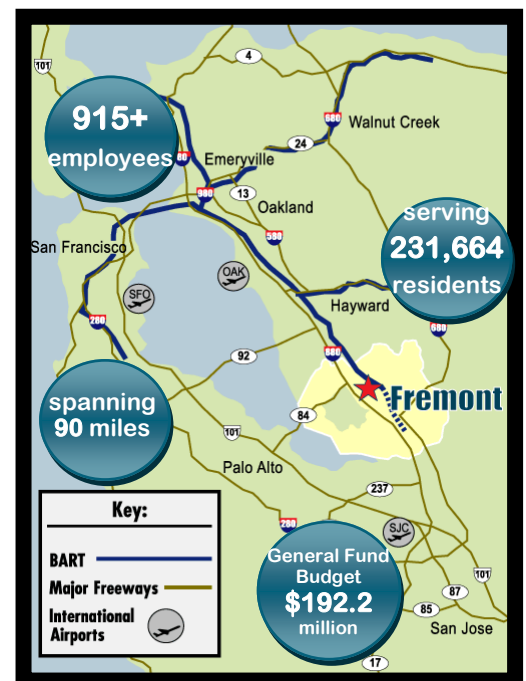 4
101
915+
employees
80
680
Walnut Creek
24
Emeryville
980
13
Oakland
580
serving
231,664
residents
San Francisco
OAK
SFO
Hayward
280
680
92
880
spanning
90 miles
Fremont
84
101
Palo Alto
237
280
SJC
Key:
BART
Major Freeways
International
Airports
General Fund
Budget
$192.2
million
101
87
85
San Jose
17